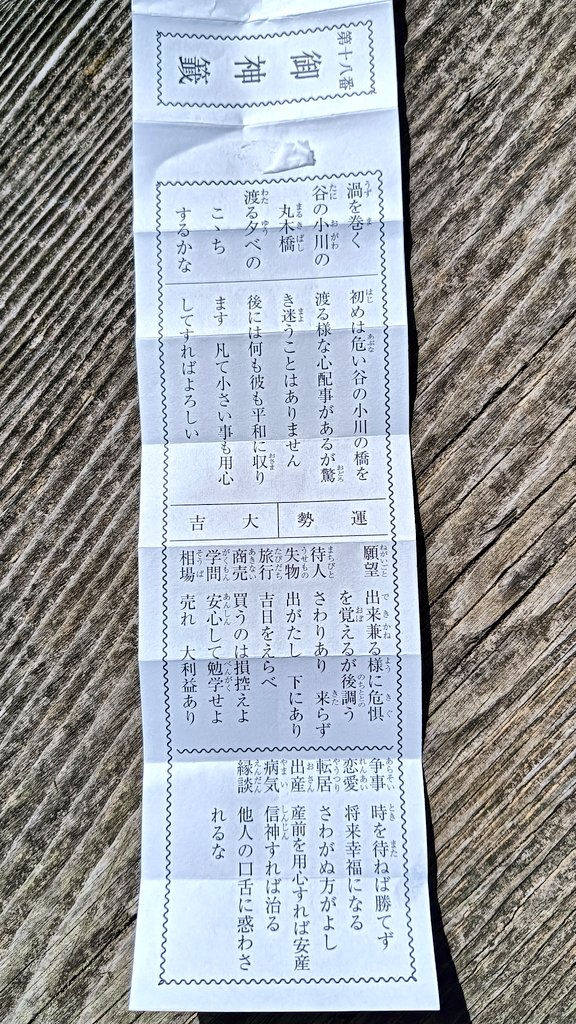 第十八番
御神籤
渦を巻く
谷の小川の
丸木橋
渡る夕べの
こゝち
するかな
初めは危い谷の小川の橋を
渡る様な心配事があるが驚
き迷うことはありません
後には何も彼も平和に収り
ます 凡て小さい事も用心
してすればよろしい
運勢 大吉
願望 出来兼る様に危惧
を覚えるが後調う
待人 さわりあり 来らず
失物 出がたし 下にあり
旅行 吉日をえらべ
商売 買うのは損控えよ
学問 安心して勉学せよ
相場 売れ 大利益あり
争事 時を待ねば勝てず
恋愛 将来幸福になる
転居 さわがぬ方がよし
出産 産前を用心すれば安産
病気 信神すれば治る
縁談 他人の口舌に惑わさ
れるな